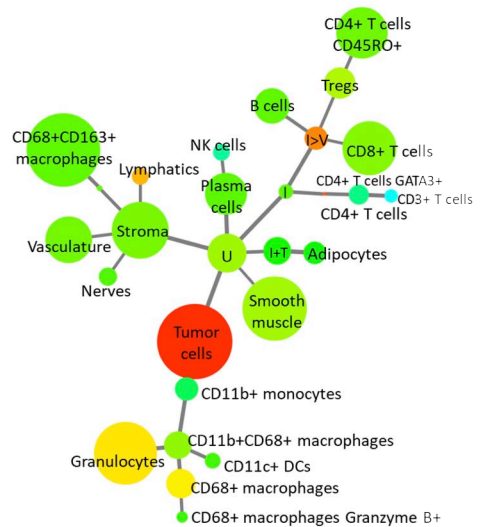 CD4+ T cells
CD45RO+
Tregs
B cells
I>V
CD8+ T cells
NK cells
CD68+CD163+
macrophages
Lymphatics
Plasma
cells
I
CD4+ T cells GATA3+
CD3+ T cells
CD4+ T cells
Stroma
Vasculature
U
I+T
Adipocytes
Nerves
Smooth
muscle
Tumor
cells
CD11b+ monocytes
CD11b+CD68+ macrophages
Granulocytes
CD11c+ DCs
CD68+ macrophages
CD68+ macrophages Granzyme B+